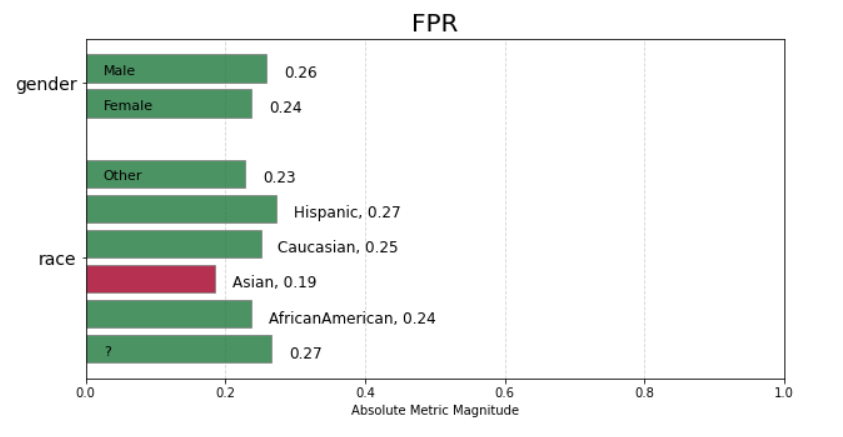 FPR
gender
Male
0.26
Female
0.24
race
Other
0.23
Hispanic, 0.27
Caucasian, 0.25
Asian, 0.19
AfricanAmerican, 0.24
?
0.27
0.0 0.2 0.4 0.6 0.8 1.0
Absolute Metric Magnitude